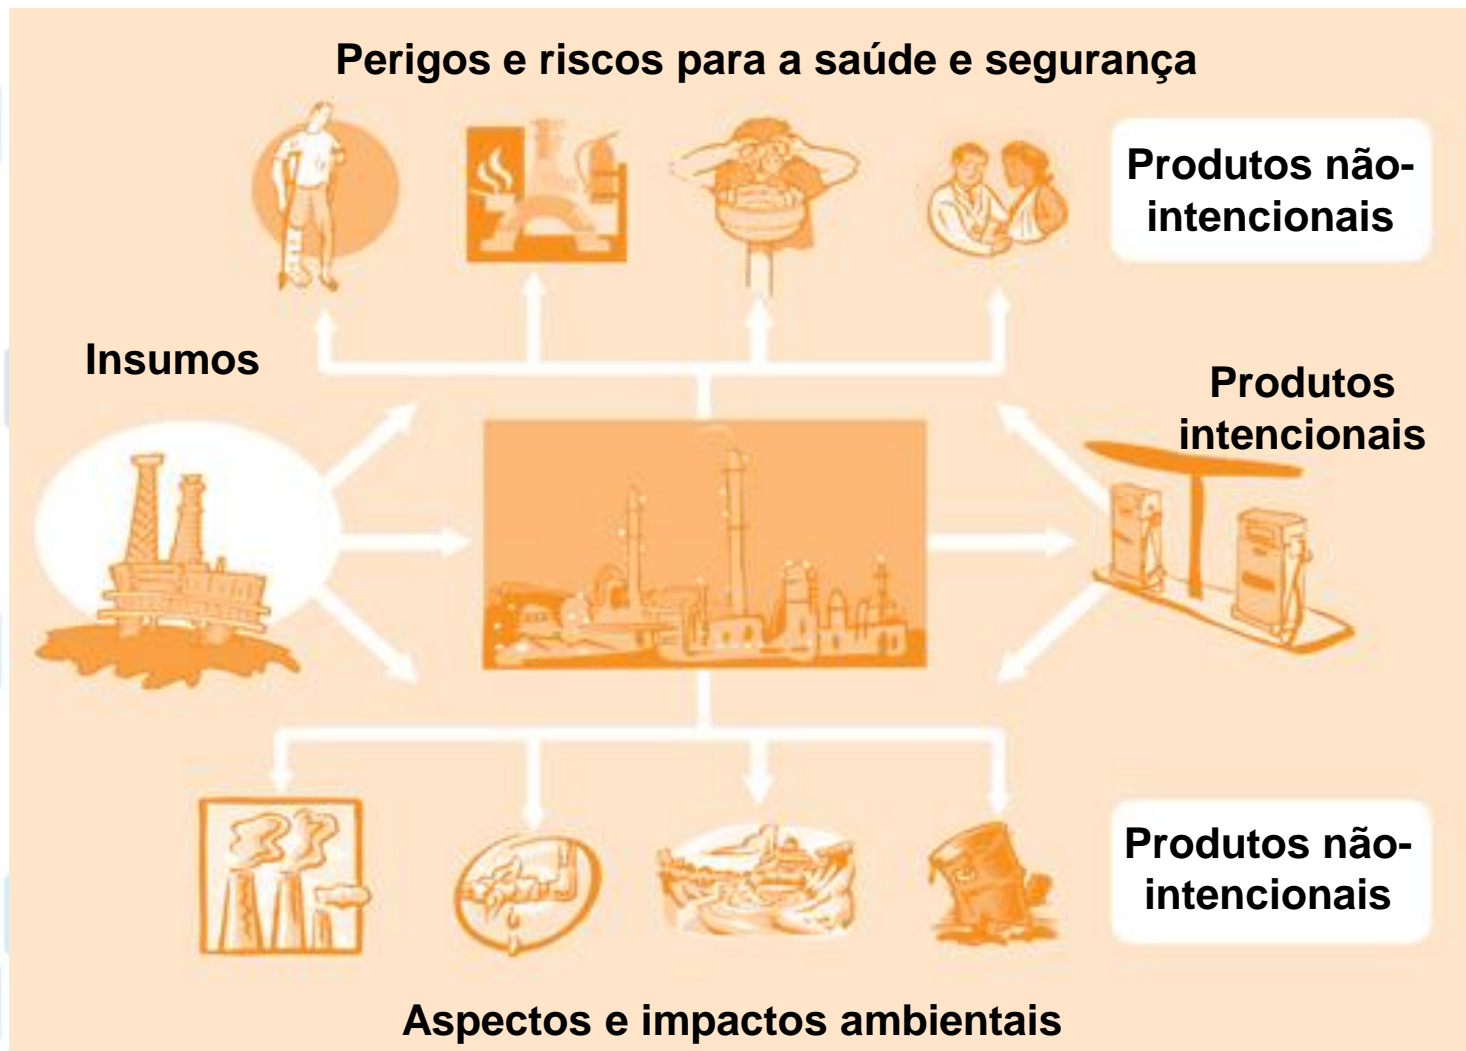 Perigos e riscos para a saúde e segurança
Produtos não-
intencionais
Insumos
Produtos
intencionais
Produtos não-
intencionais
Aspectos e impactos ambientais